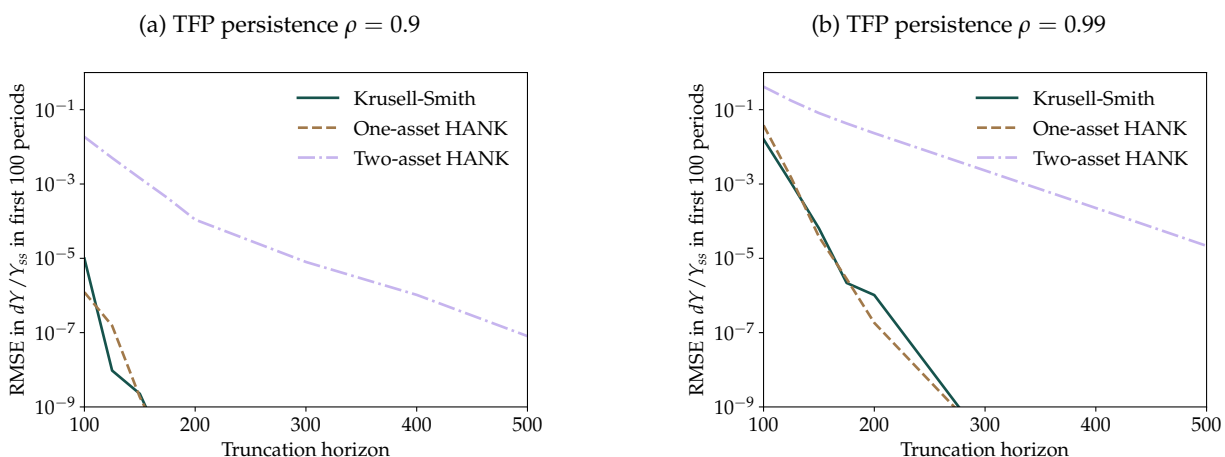 (a) TFP persistence ρ = 0.9
RMSE in dY/Y_ss in first 100 periods
10⁻¹
10⁻³
10⁻⁵
10⁻⁷
10⁻⁹
Krusell-Smith
One-asset HANK
Two-asset HANK
100 200 300 400 500
Truncation horizon
(b) TFP persistence ρ = 0.99
RMSE in dY/Y_ss in first 100 periods
10⁻¹
10⁻³
10⁻⁵
10⁻⁷
10⁻⁹
Krusell-Smith
One-asset HANK
Two-asset HANK
100 200 300 400 500
Truncation horizon